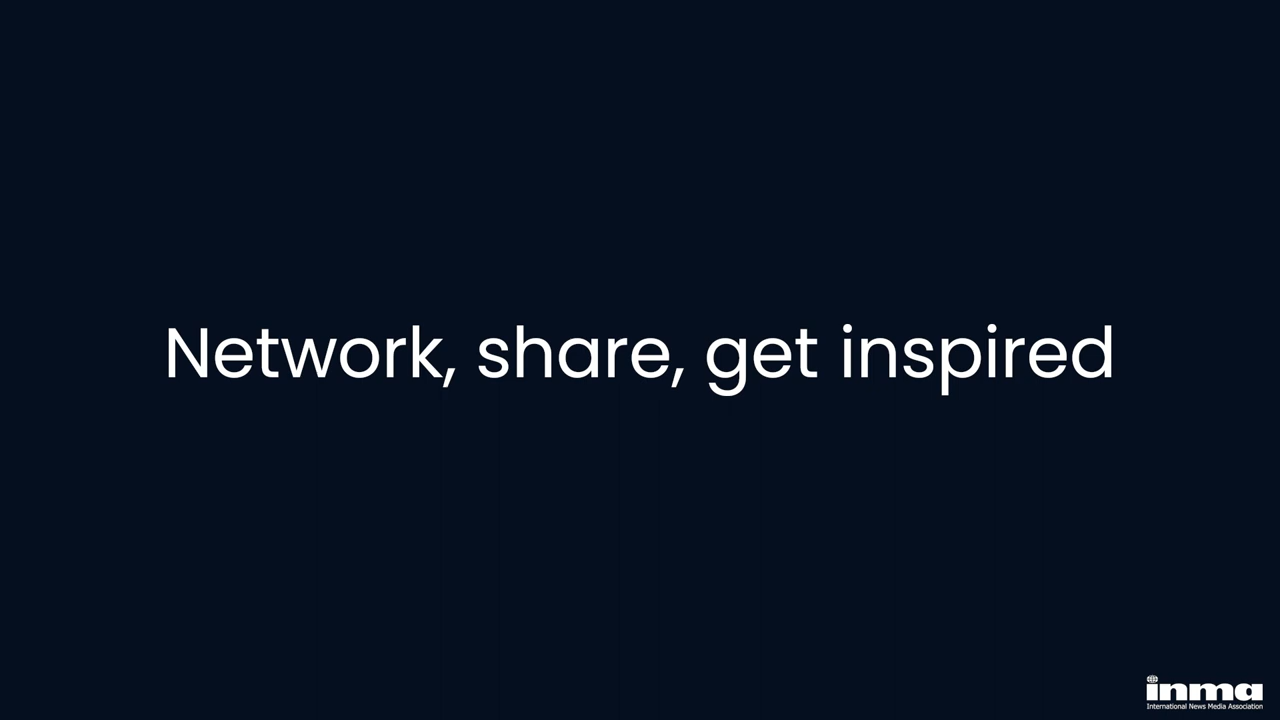 Network, share, get inspired
inma
International News Media Association